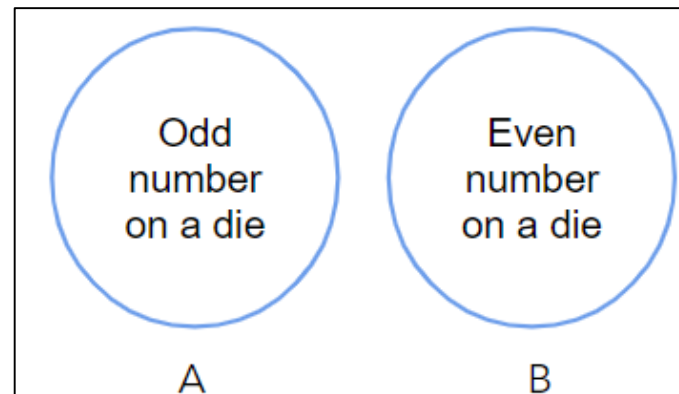 Odd
number
on a die
Even
number
on a die
A
B